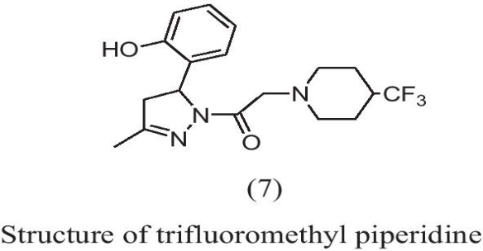 HO
N
CF3
N
N
O
(7)
Structure of trifluoromethyl piperidine